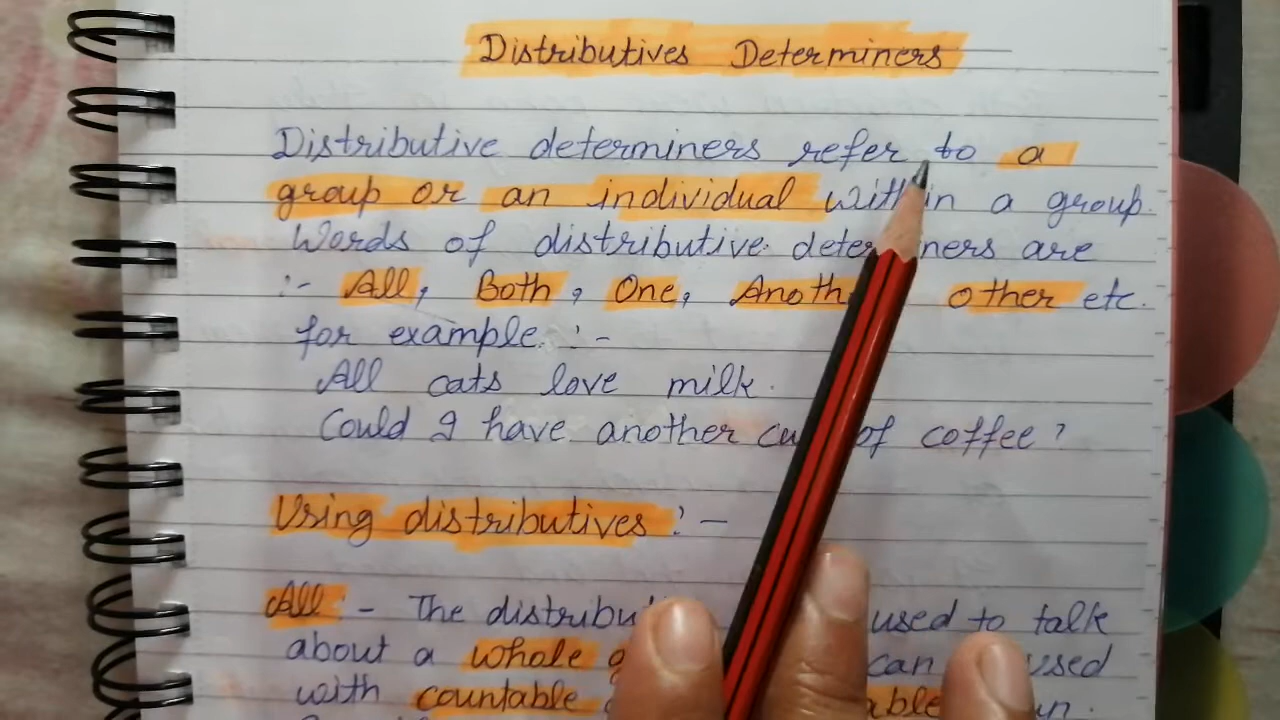 Distributives Determiners
Distributive determiners refer to a
group or an individual within a group.
Words of distributive determiners are
:- All, Both, One, Anoth other etc.
for example :-
All cats love milk.
Could I have another cup of coffee?
Using distributives :-
All :- The distribu used to talk
about a whole can used
with countable able